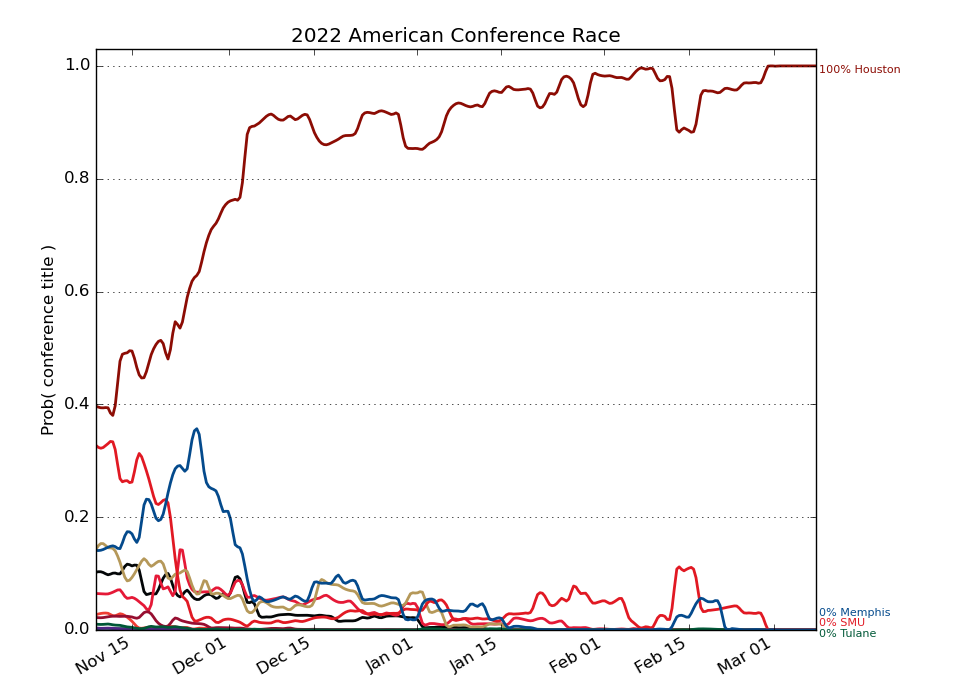 2022 American Conference Race
Prob( conference title )
1.0
0.8
0.6
0.4
0.2
0.0
100% Houston
0% Memphis
0% SMU
0% Tulane
Nov 15
Dec 01
Dec 15
Jan 01
Jan 15
Feb 01
Feb 15
Mar 01